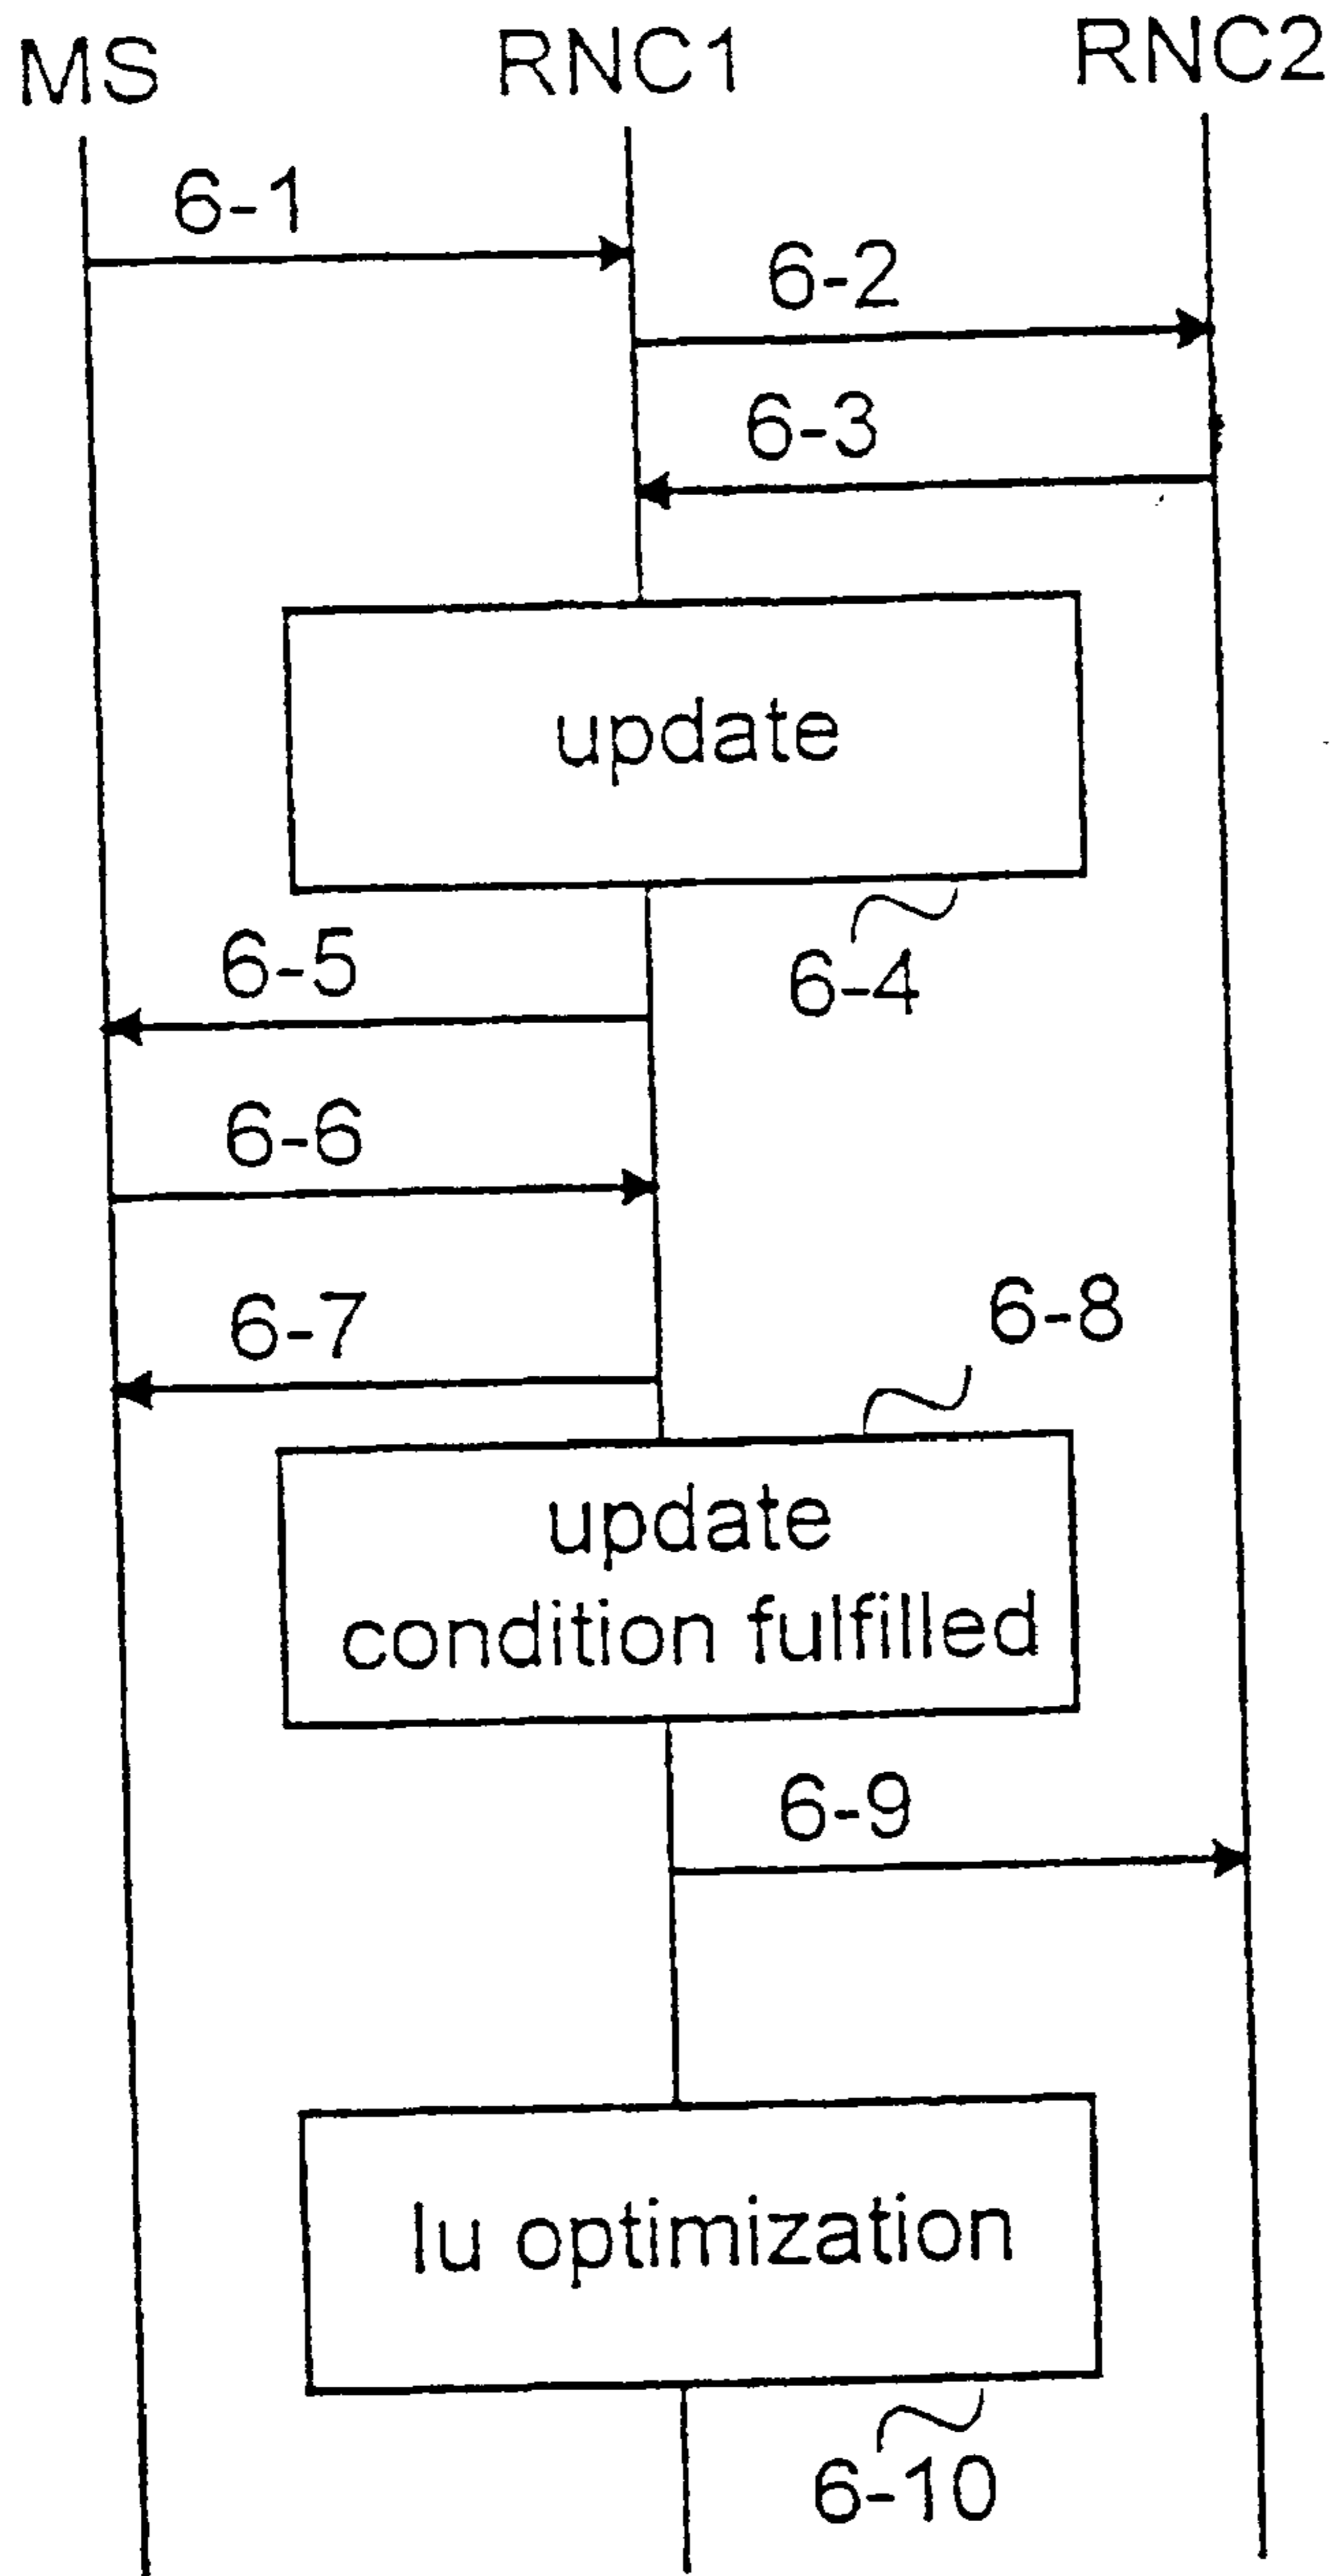 MS RNC1 RNC2
6-1
6-2
6-3
update
6-4
6-5
6-6
6-7
6-8
update
condition fulfilled
6-9
Iu optimization
6-10